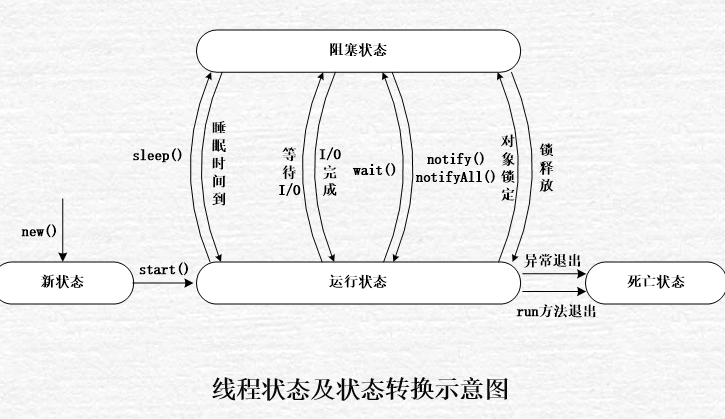 阻塞状态
sleep()
睡眠时间到
等待I/O
I/O完成
wait()
notify()
notifyAll()
对象锁定
锁释放
new()
新状态
start()
运行状态
异常退出
run方法退出
死亡状态
线程状态及状态转换示意图